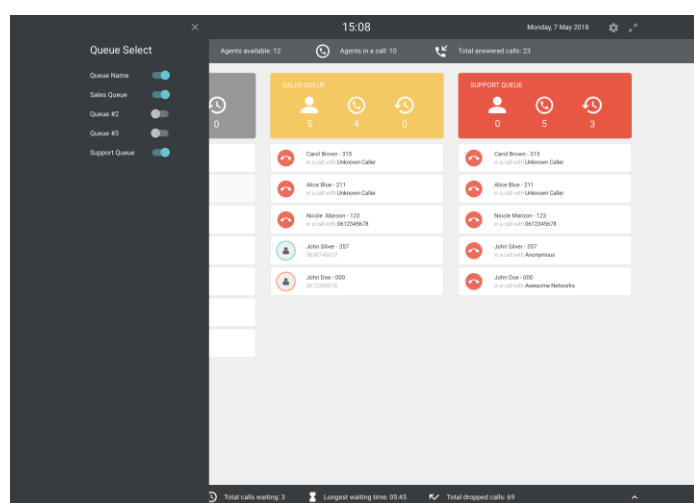 15:08
Monday, 7 May 2018
Queue Select
Queue Name
Sales Queue
Queue #2
Queue #3
Support Queue
Agents available: 12
Agents in a call: 10
Total answered calls: 23
0
SALES QUEUE
5 4 0
Carol Brown - 315
in a call with Unknown Caller
Alice Blue - 211
in a call with Unknown Caller
Nicole Maroon - 123
in a call with 0612345678
John Silver - 357
0698745612
John Doe - 000
0612345678
SUPPORT QUEUE
0 5 3
Carol Brown - 315
in a call with Unknown Caller
Alice Blue - 211
in a call with Unknown Caller
Nicole Maroon - 123
in a call with 0612345678
John Silver - 357
in a call with Anonymous
John Doe - 000
in a call with Awesome Networks
Total calls waiting: 3
Longest waiting time: 05:45
Total dropped calls: 69